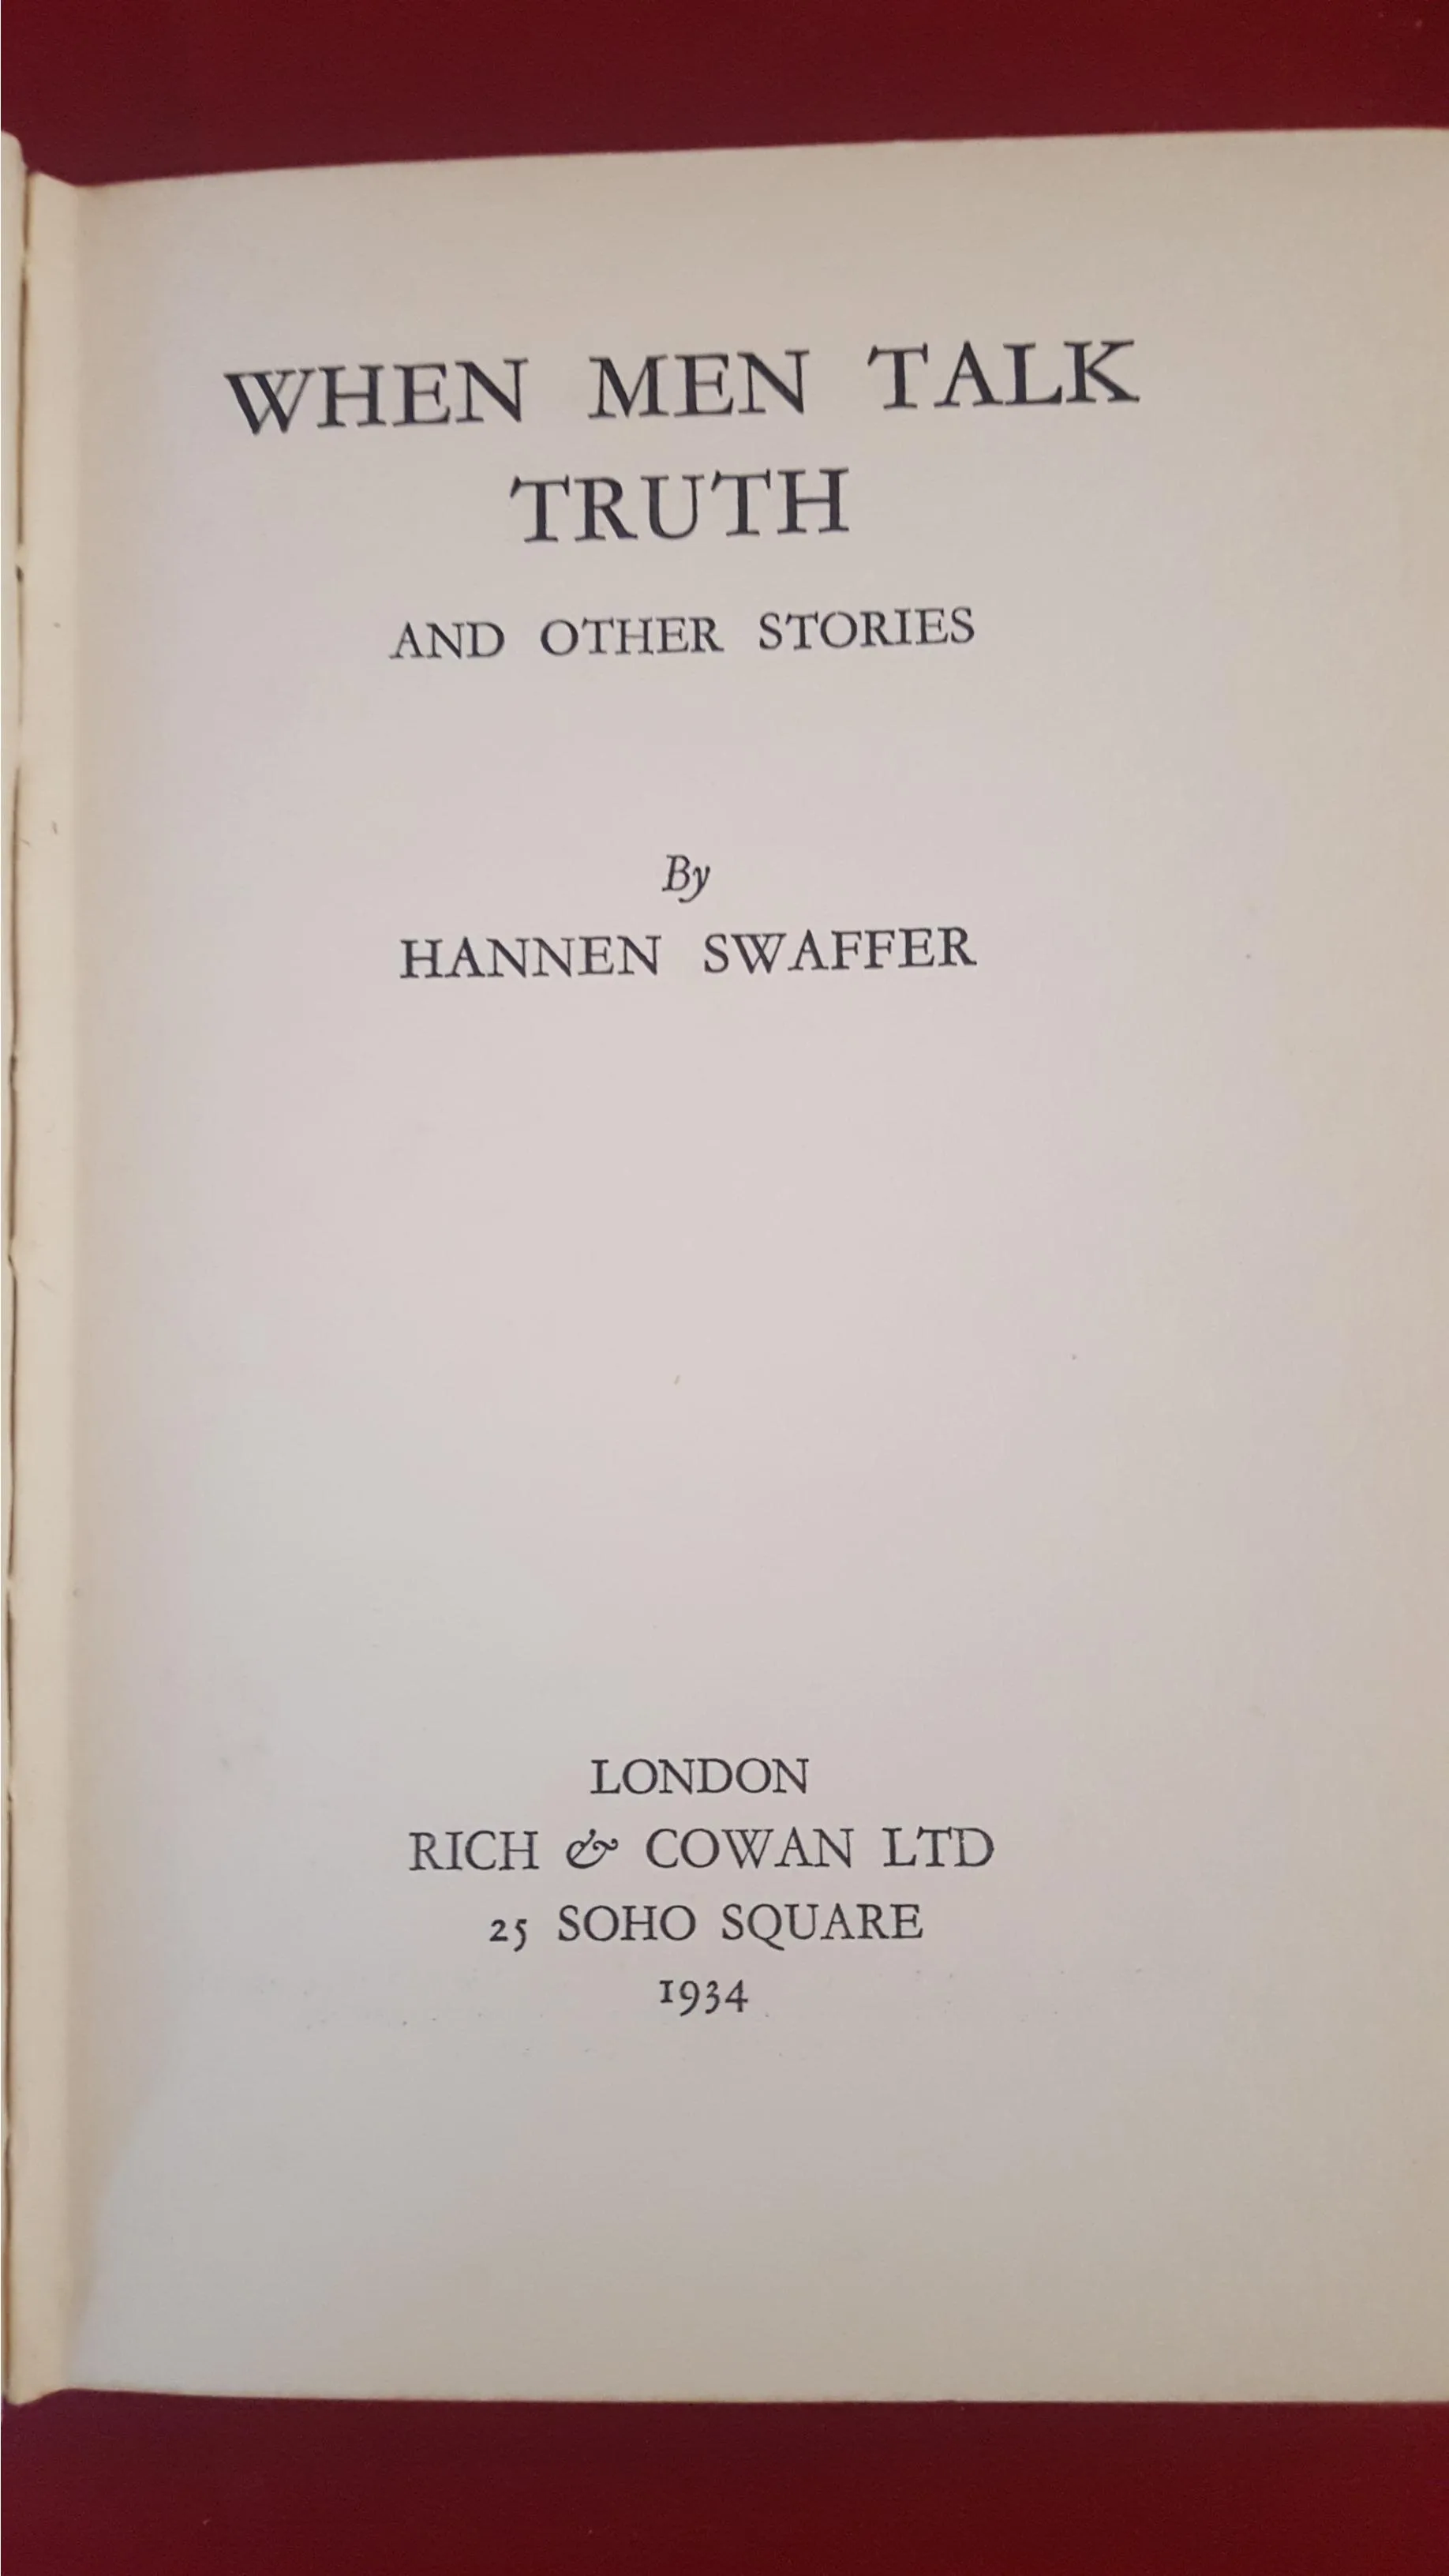 WHEN MEN TALK
TRUTH
AND OTHER STORIES
By
HANNEN SWAFFER
LONDON
RICH & COWAN LTD
25 SOHO SQUARE
1934